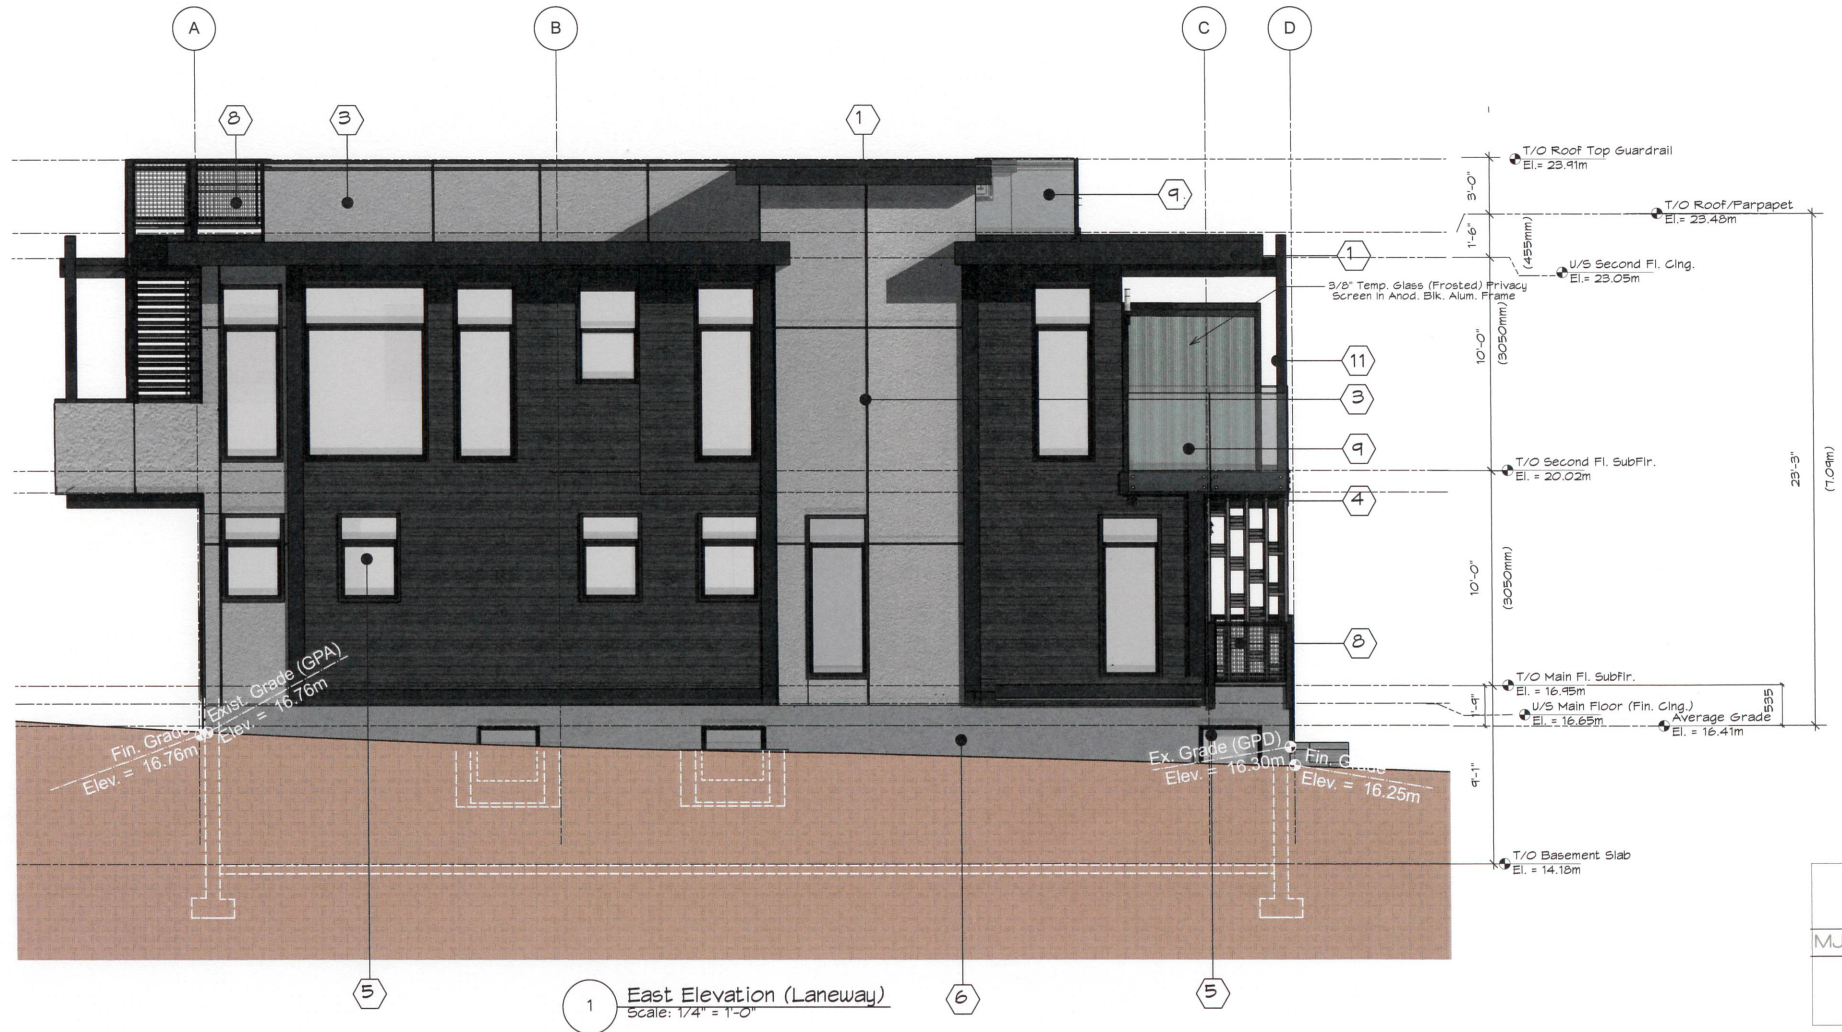 A
B
C
D
8
3
1
9.
T/O Roof Top Guardrail
El.= 23.91m
3'-0"
T/O Roof/Parpapet
El.= 23.48m
1'-6"
(455mm)
1
U/S Second Fl. Clng.
El.= 23.05m
3/8" Temp. Glass (Frosted) Privacy
Screen in Anod. Blk. Alum. Frame
10'-0"
(3050mm)
11
3
9
T/O Second Fl. SubFlr.
El. = 20.02m
23'-3"
(7.09m)
4
10'-0"
(3050mm)
8
T/O Main Fl. SubFlr.
El. = 16.95m
1'-9"
535
U/S Main Floor (Fin. Clng.)
El. = 16.65m
Average Grade
El. = 16.41m
Exist. Grade (GPA)
Elev. = 16.76m
Fin. Grade
Elev. = 16.76m
Ex. Grade (GPD)
Elev. = 16.30m
Fin. Grade
Elev. = 16.25m
9'-1"
T/O Basement Slab
El. = 14.18m
MJ
5
1
East Elevation (Laneway)
Scale: 1/4" = 1'-0"
6
5